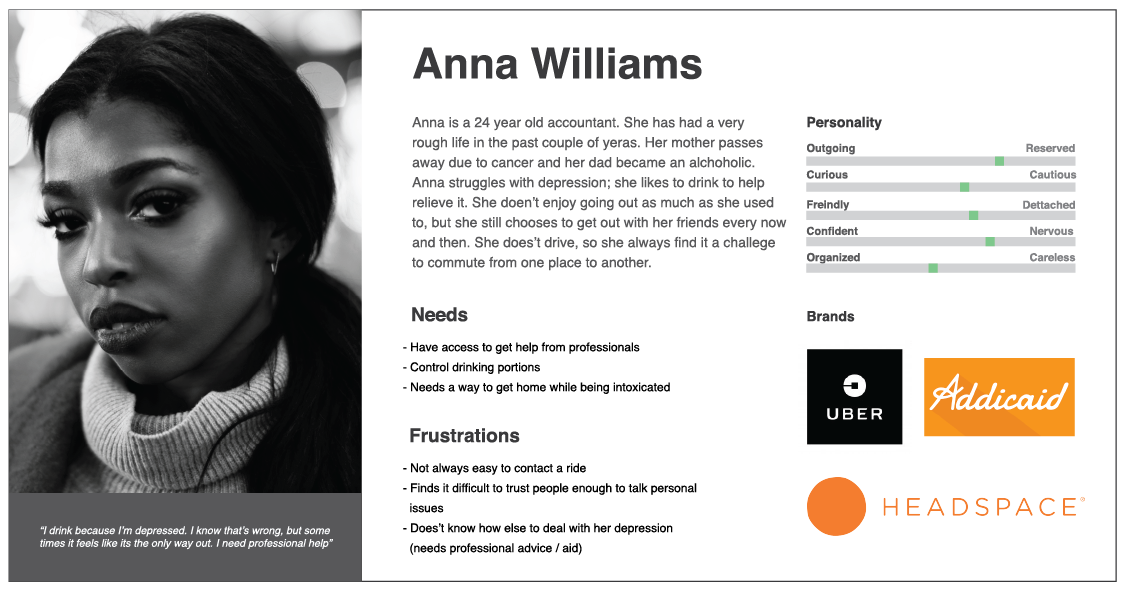 Anna Williams
Anna is a 24 year old accountant. She has had a very
rough life in the past couple of yeras. Her mother passes
away due to cancer and her dad became an alchoholic.
Anna struggles with depression; she likes to drink to help
relieve it. She doen't enjoy going out as much as she used
to, but she still chooses to get out with her friends every now
and then. She does't drive, so she always find it a challege
to commute from one place to another.
Needs
- Have access to get help from professionals
- Control drinking portions
- Needs a way to get home while being intoxicated
Frustrations
- Not always easy to contact a ride
- Finds it difficult to trust people enough to talk personal
issues
- Does't know how else to deal with her depression
(needs professional advice / aid)
Personality
Outgoing Reserved
Curious Cautious
Freindly Dettached
Confident Nervous
Organized Careless
Brands
UBER
Addicaid
HEADSPACE®
“I drink because I'm depressed. I know that's wrong, but some
times it feels like its the only way out. I need professional help”